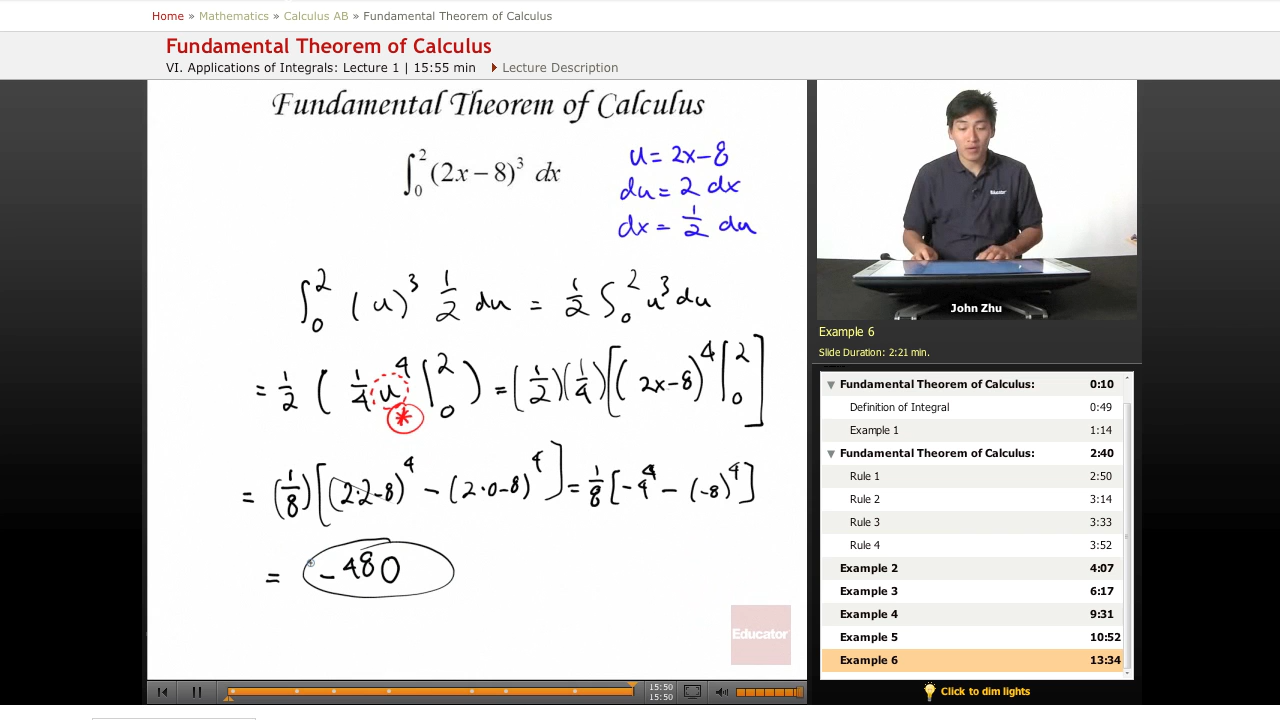 Home » Mathematics » Calculus AB » Fundamental Theorem of Calculus
Fundamental Theorem of Calculus
VI. Applications of Integrals: Lecture 1 | 15:55 min
Lecture Description
Fundamental Theorem of Calculus
∫₀² (2x − 8)³ dx
u = 2x−8
du = 2 dx
dx = 1/2 du
∫₀² (u)³ 1/2 du = 1/2 ∫₀² u³ du
= 1/2 ( 1/4 u⁴ |₀² ) = (1/2)(1/4)[(2x−8)⁴ |₀² ]
*
= (1/8)[(2·2−8)⁴ − (2·0−8)⁴] = 1/8 [−4⁴ − (−8)⁴]
= −480
Educator
Educator
John Zhu
Example 6
Slide Duration: 2:21 min.
Fundamental Theorem of Calculus: 0:10
Definition of Integral 0:49
Example 1 1:14
Fundamental Theorem of Calculus: 2:40
Rule 1 2:50
Rule 2 3:14
Rule 3 3:33
Rule 4 3:52
Example 2 4:07
Example 3 6:17
Example 4 9:31
Example 5 10:52
Example 6 13:34
15:50
15:50
Click to dim lights